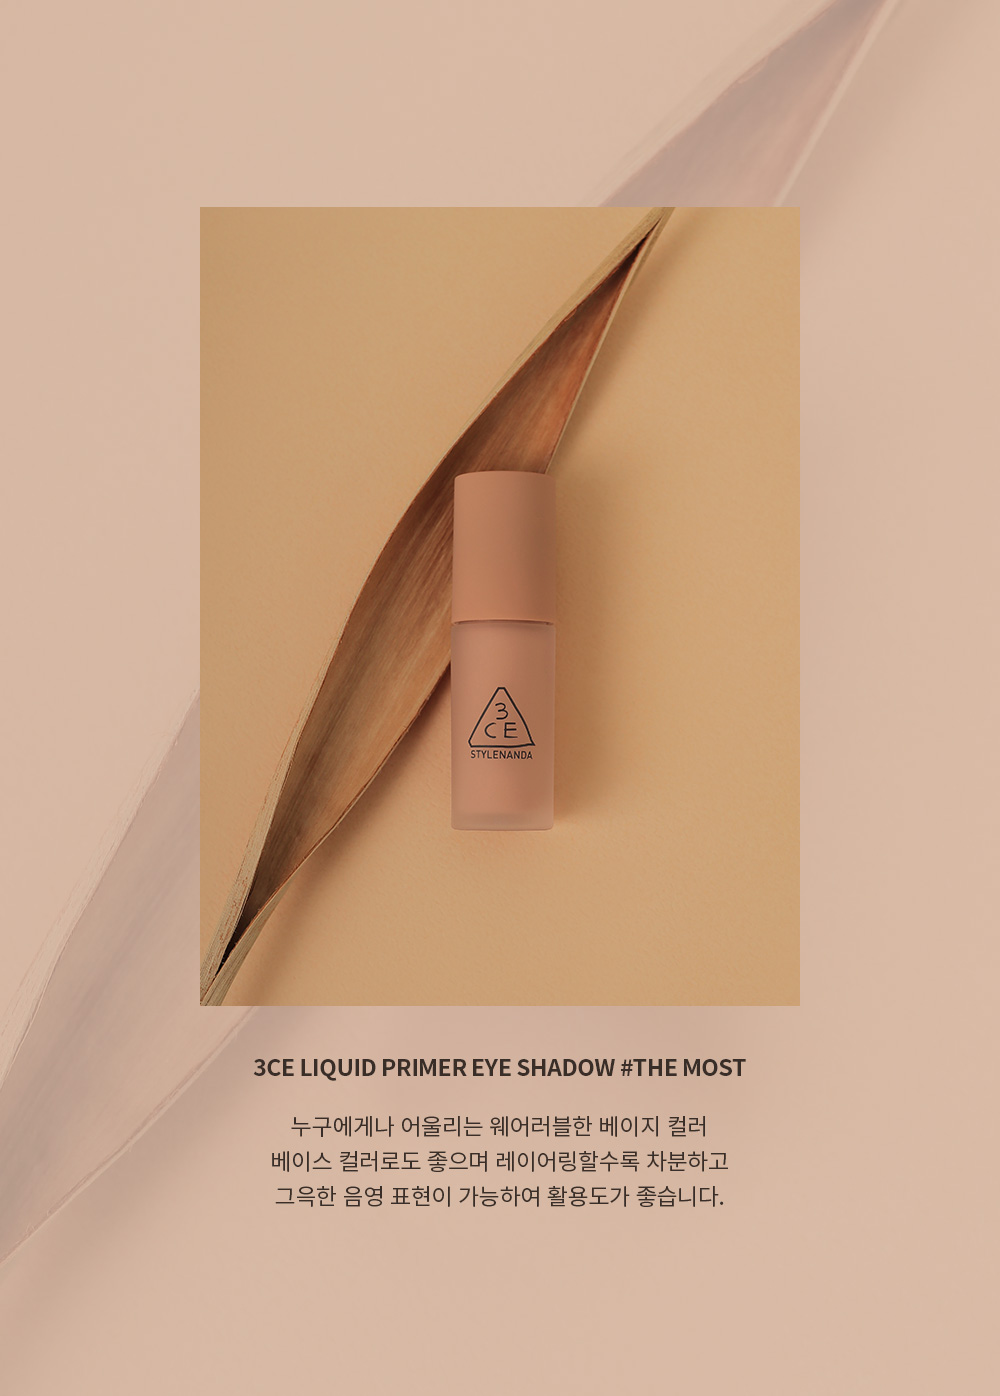 3
CE
STYLENANDA
3CE LIQUID PRIMER EYE SHADOW #THE MOST
누구에게나 어울리는 웨어러블한 베이지 컬러
베이스 컬러로도 좋으며 레이어링할수록 차분하고
그윽한 음영 표현이 가능하여 활용도가 좋습니다.